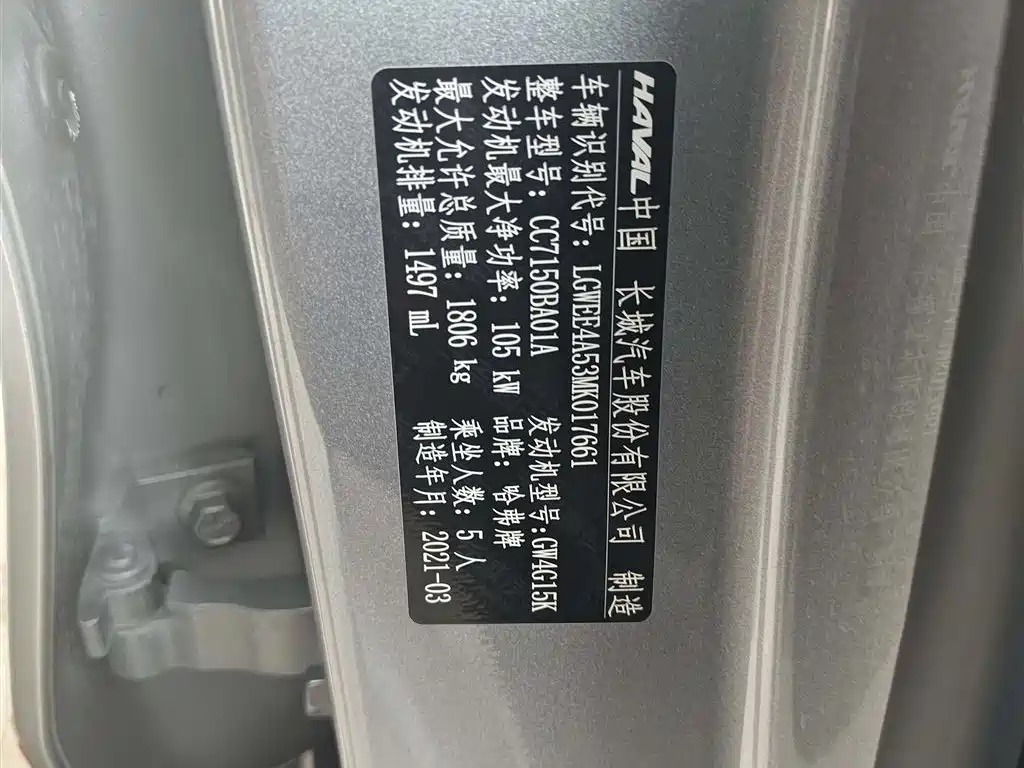 HAVAL 中国 长城汽车股份有限公司 制造
车辆识别代号: LGWEE4A53MK017661
整车型号: CC7150BA01A 发动机型号:GW4G15K
发动机最大净功率: 105 kW 品牌: 哈弗牌
最大允许总质量: 1806 kg 乘坐人数: 5 人
发动机排量: 1497 mL 制造年月: 2021-03